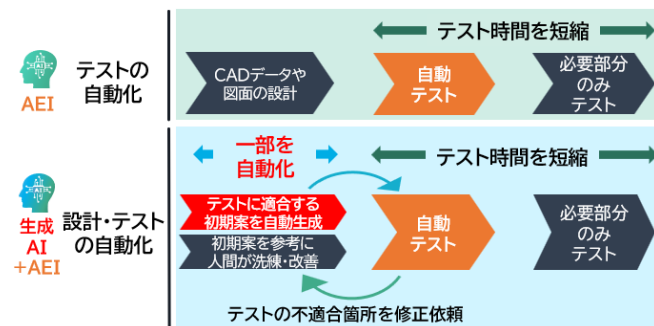 テスト時間を短縮
AEI
テストの
自動化
CADデータや
図面の設計
自動
テスト
必要部分
のみ
テスト
一部を
自動化
テスト時間を短縮
生成
AI
+AEI
設計・テスト
の自動化
テストに適合する
初期案を自動生成
初期案を参考に
人間が洗練・改善
自動
テスト
必要部分
のみ
テスト
テストの不適合箇所を修正依頼